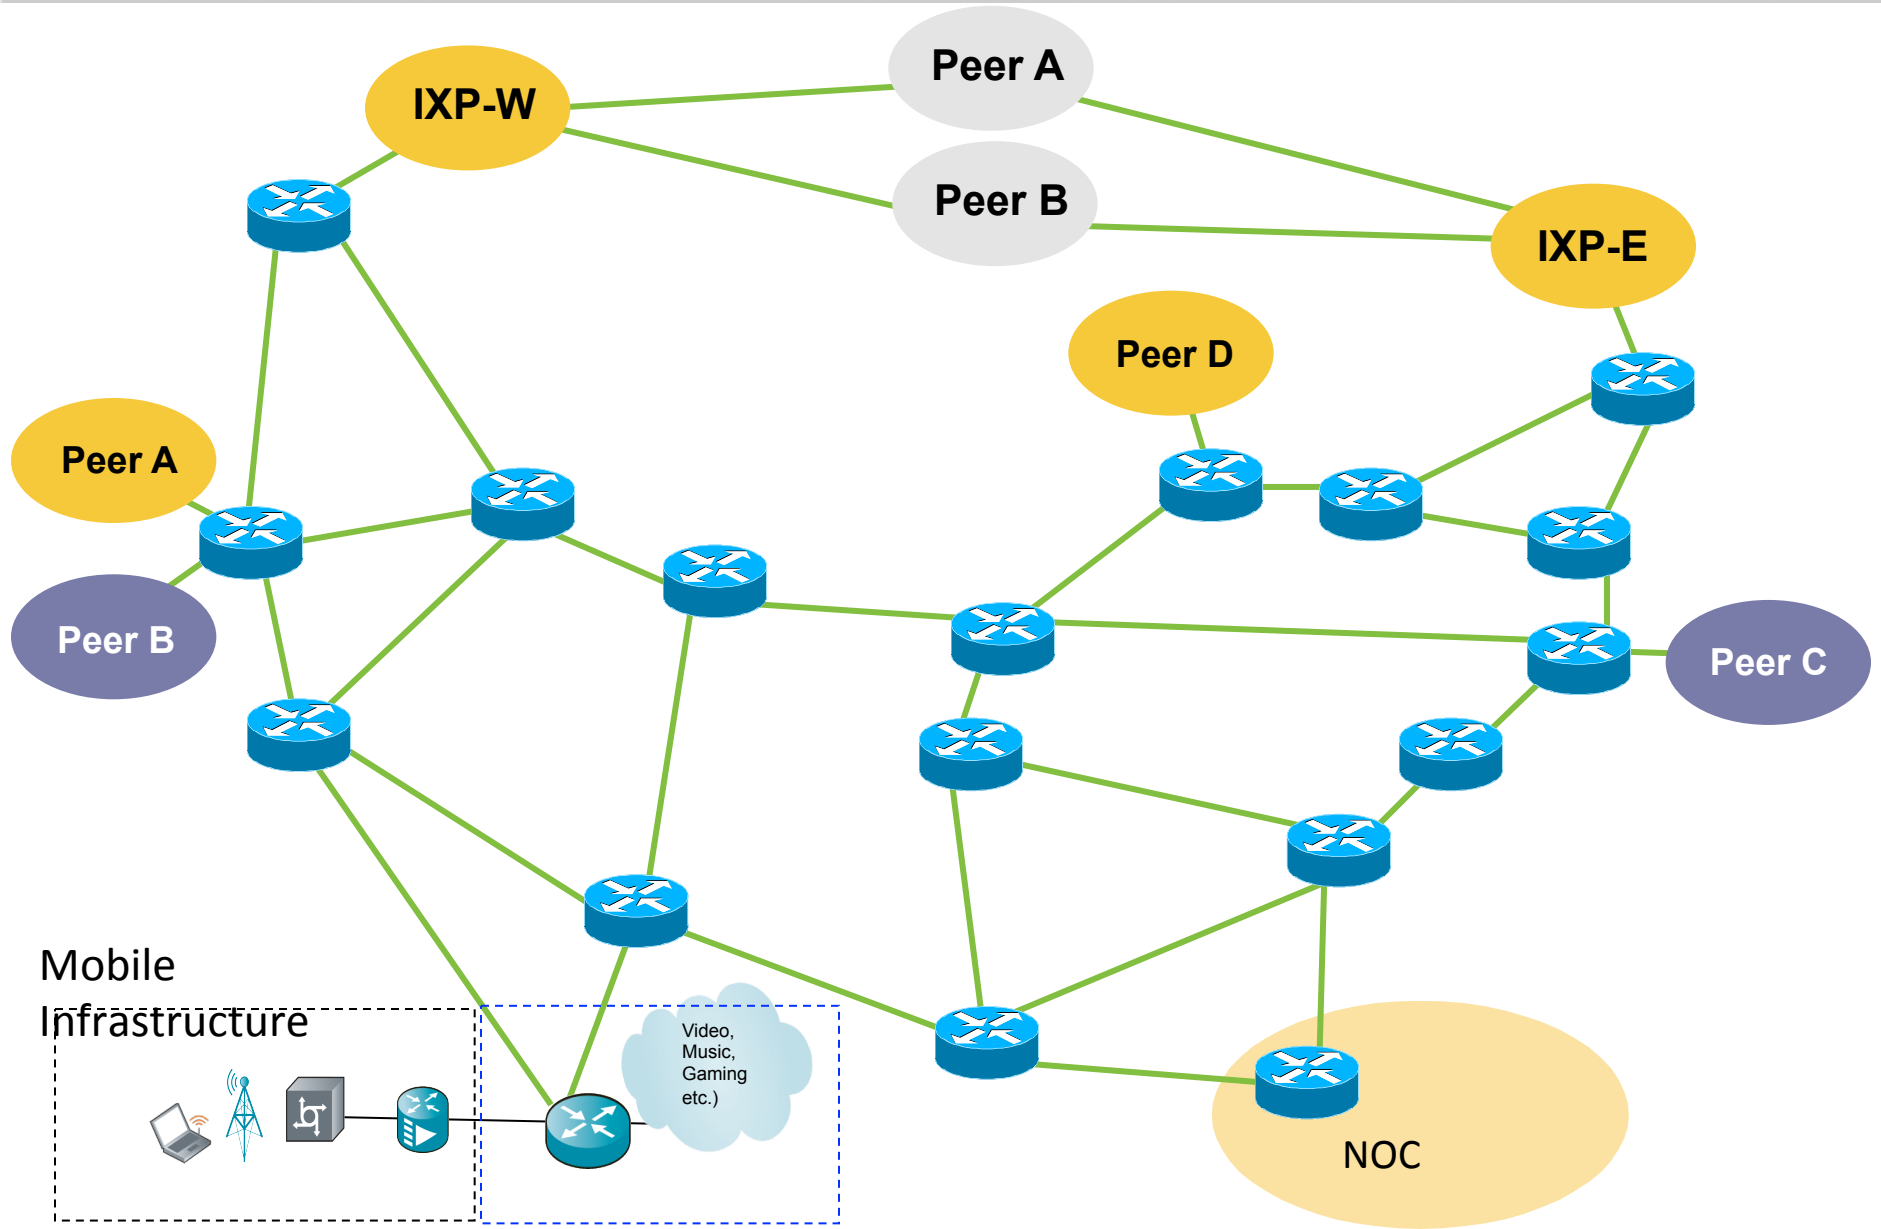 Peer A
IXP-W
Peer B
IXP-E
Peer D
Peer A
Peer B
Peer C
Mobile
Infrastructure
Video,
Music,
Gaming
etc.)
NOC